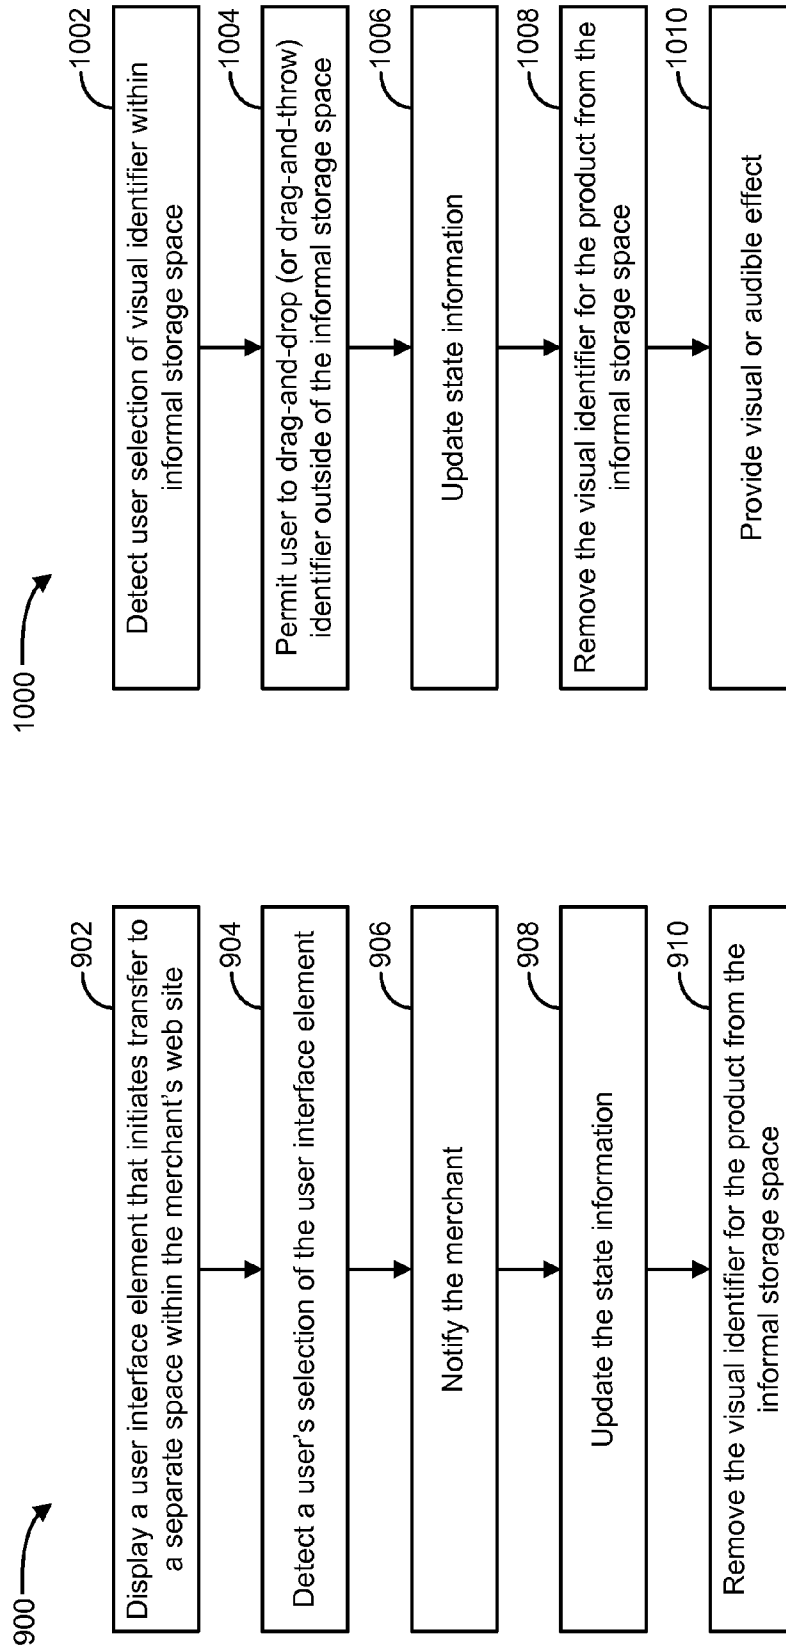 900
902
Display a user interface element that initiates transfer to
a separate space within the merchant's web site
904
Detect a user's selection of the user interface element
906
Notify the merchant
908
Update the state information
910
Remove the visual identifier for the product from the
informal storage space
1000
1002
Detect user selection of visual identifier within
informal storage space
1004
Permit user to drag-and-drop (or drag-and-throw)
identifier outside of the informal storage space
1006
Update state information
1008
Remove the visual identifier for the product from the
informal storage space
1010
Provide visual or audible effect